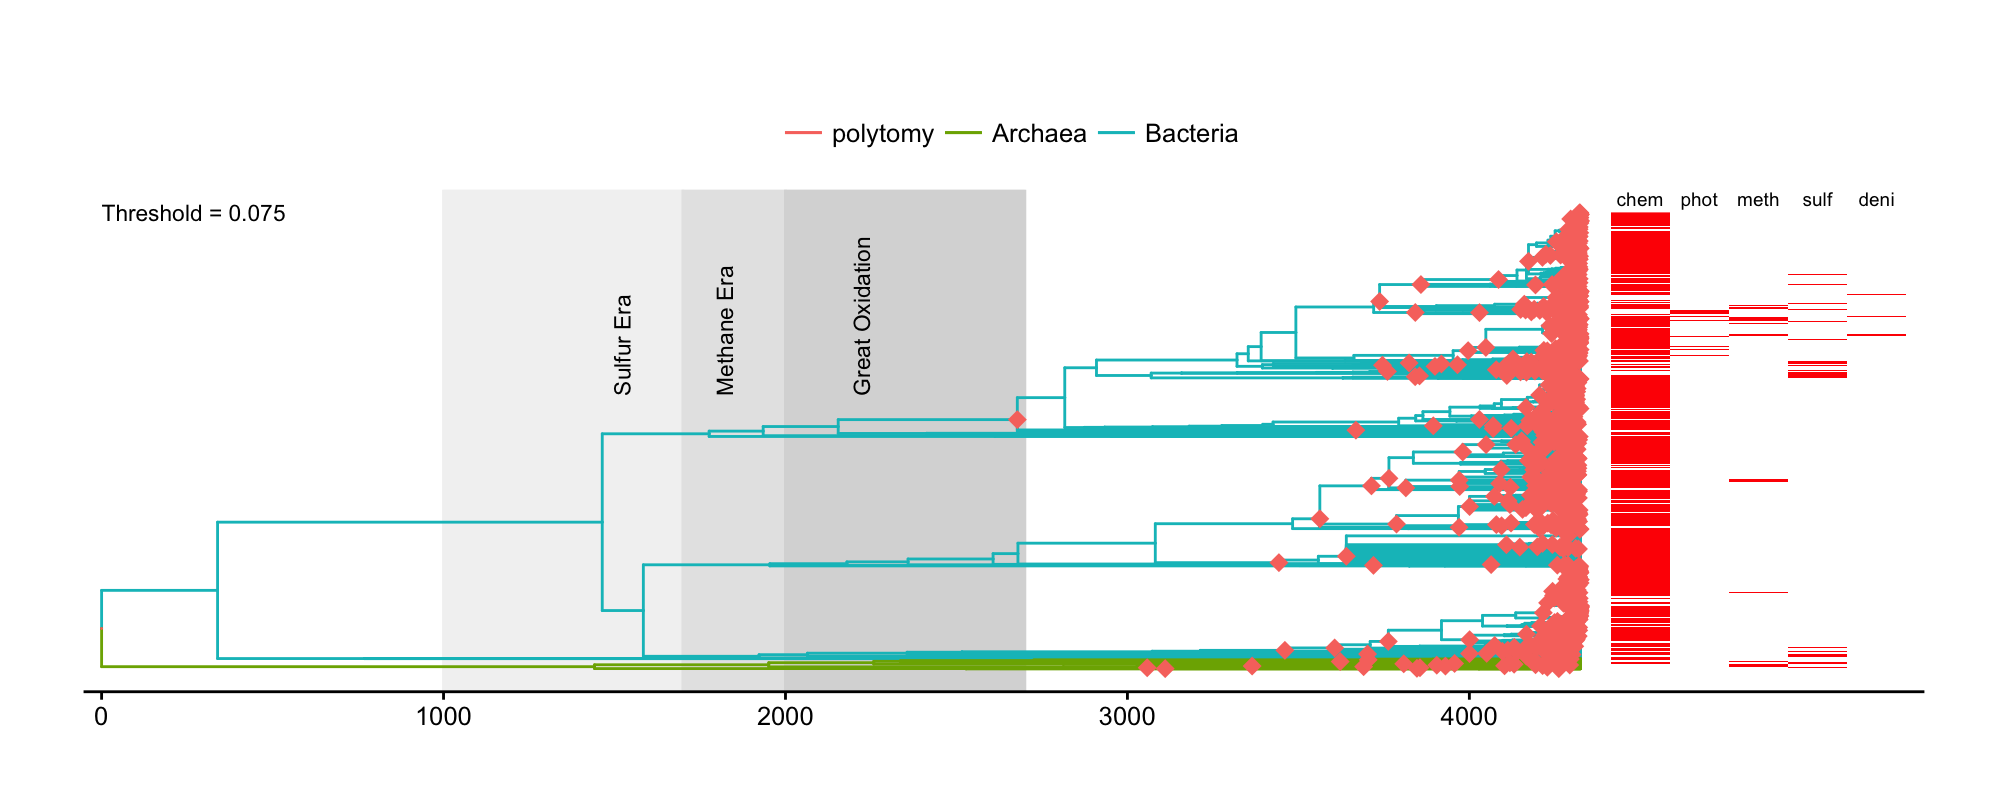 polytomy Archaea Bacteria
Threshold = 0.075
chem phot meth sulf deni
Sulfur Era
Methane Era
Great Oxidation
0 1000 2000 3000 4000